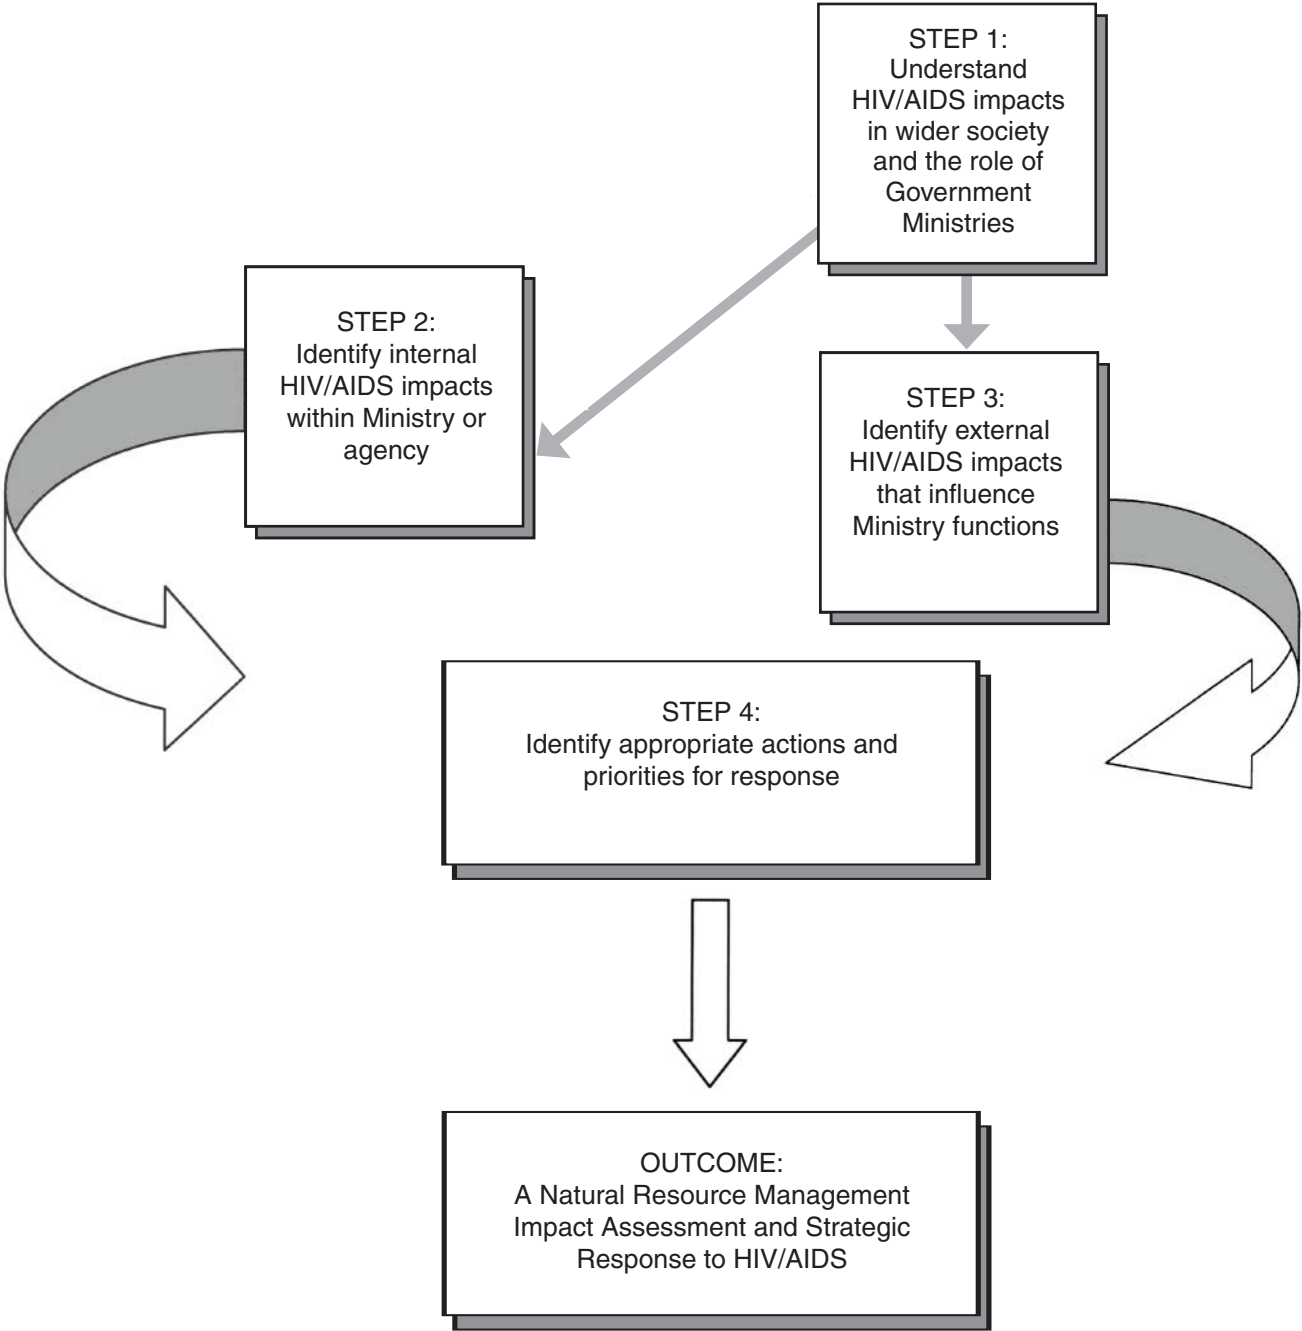 STEP 1:
Understand
HIV/AIDS impacts
in wider society
and the role of
Government
Ministries
STEP 2:
Identify internal
HIV/AIDS impacts
within Ministry or
agency
STEP 3:
Identify external
HIV/AIDS impacts
that influence
Ministry functions
STEP 4:
Identify appropriate actions and
priorities for response
OUTCOME:
A Natural Resource Management
Impact Assessment and Strategic
Response to HIV/AIDS